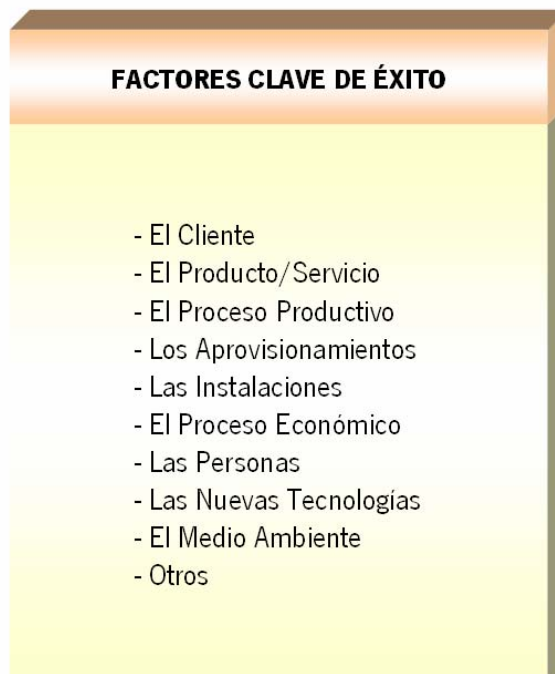 FACTORES CLAVE DE ÉXITO
- El Cliente
- El Producto/Servicio
- El Proceso Productivo
- Los Aprovisionamientos
- Las Instalaciones
- El Proceso Económico
- Las Personas
- Las Nuevas Tecnologías
- El Medio Ambiente
- Otros